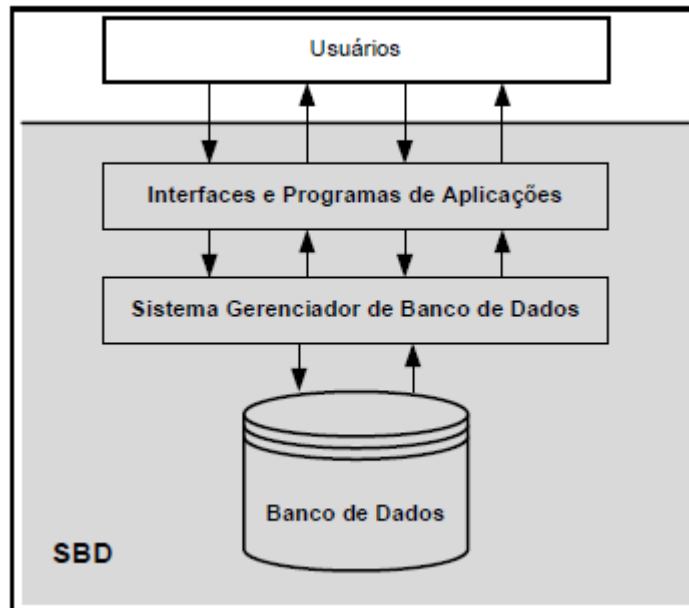 Usuários
Interfaces e Programas de Aplicações
Sistema Gerenciador de Banco de Dados
Banco de Dados
SBD